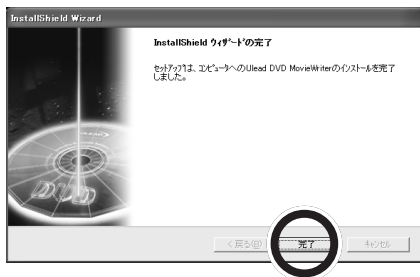 InstallShield Wizard
InstallShield ウィザードの完了
セットアップは、コンピュータへのUlead DVD MovieWriterのインストールを完了
しました。
DVD
< 戻る(B)
完了
キャンセル